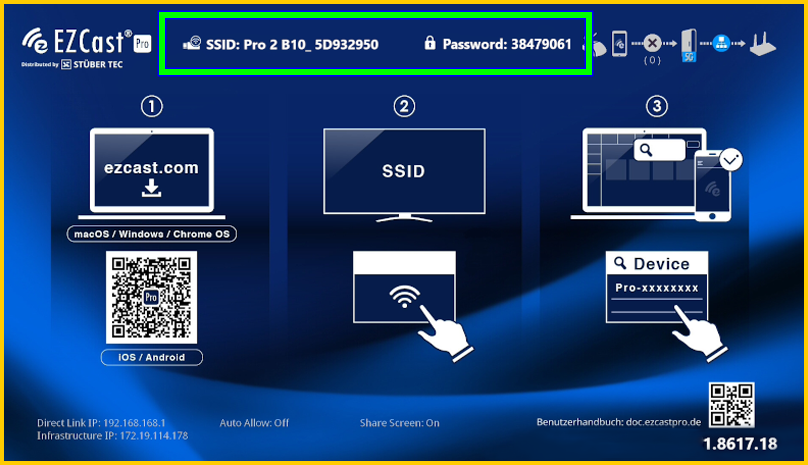 EZCast® Pro
Distributed by STÜBER TEC
SSID: Pro 2 B10_ 5D932950
Password: 38479061
(0)
5G
1
ezcast.com
macOS / Windows / Chrome OS
Pro
iOS / Android
2
SSID
3
Device
Pro-xxxxxxxx
Direct Link IP: 192.168.168.1
Infrastructure IP: 172.19.114.178
Auto Allow: Off
Share Screen: On
Benutzerhandbuch: doc.ezcastpro.de
1.8617.18